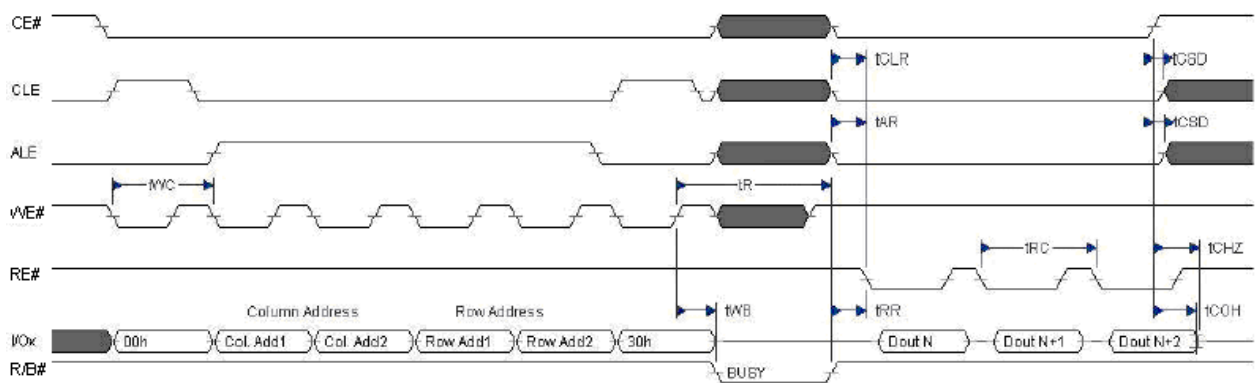 CE#
CLE
tCLR
tCSD
ALE
tAR
tCSD
WE#
tWC
tR
RE#
tRC
tCHZ
Column Address
Row Address
tWB
tRR
tCOH
I/Ox
00h
Col. Add1
Col. Add2
Row Add1
Row Add2
30h
Dout N
Dout N+1
Dout N+2
R/B#
BUSY